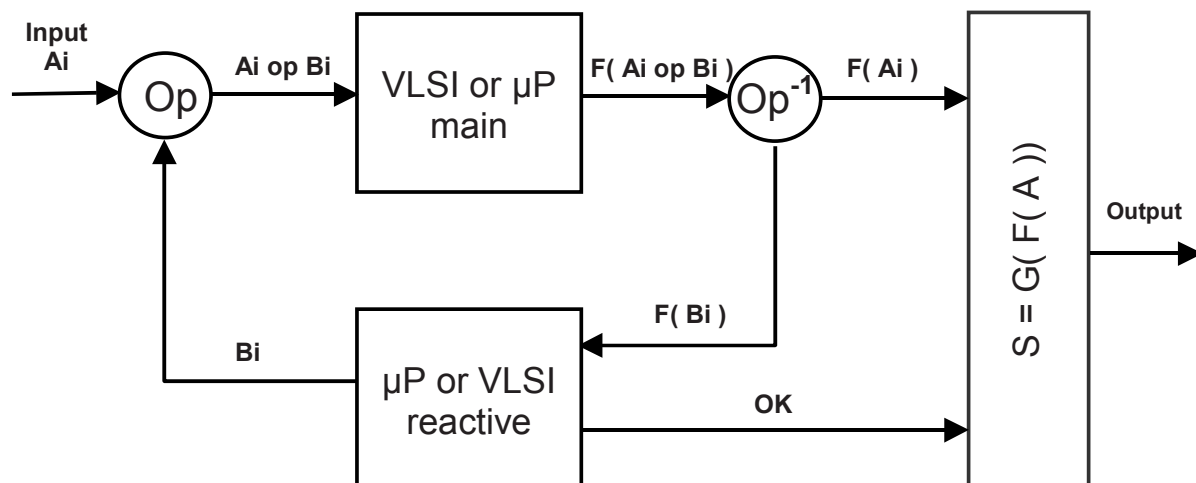 Input
Ai
Op
Ai op Bi
VLSI or µP
main
F( Ai op Bi )
Op-1
F( Ai )
S = G( F( A ))
Output
Bi
µP or VLSI
reactive
F( Bi )
OK